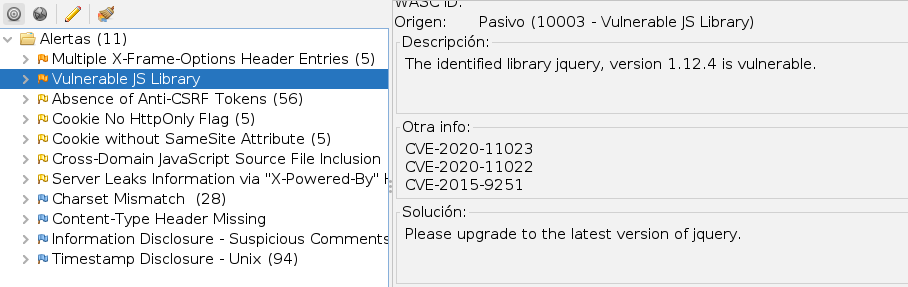 Alertas (11)
Multiple X-Frame-Options Header Entries (5)
Vulnerable JS Library
Absence of Anti-CSRF Tokens (56)
Cookie No HttpOnly Flag (5)
Cookie without SameSite Attribute (5)
Cross-Domain JavaScript Source File Inclusion
Server Leaks Information via "X-Powered-By" H
Charset Mismatch (28)
Content-Type Header Missing
Information Disclosure - Suspicious Comments
Timestamp Disclosure - Unix (94)
WASC ID:
Origen: Pasivo (10003 - Vulnerable JS Library)
Descripción:
The identified library jquery, version 1.12.4 is vulnerable.
Otra info:
CVE-2020-11023
CVE-2020-11022
CVE-2015-9251
Solución:
Please upgrade to the latest version of jquery.